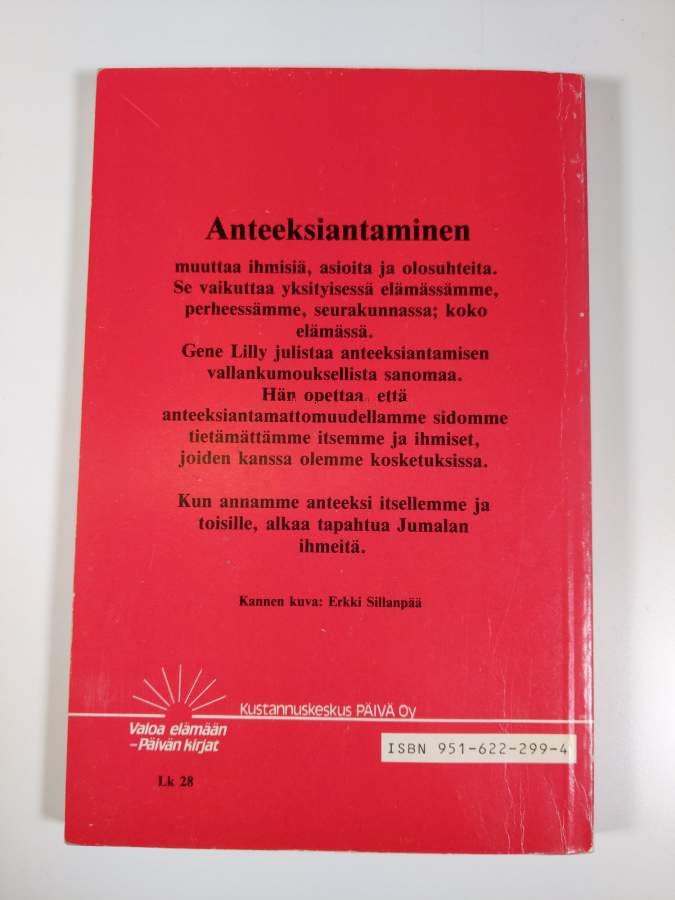 Anteeksiantaminen
muuttaa ihmisiä, asioita ja olosuhteita.
Se vaikuttaa yksityisessä elämässämme,
perheessämme, seurakunnassa; koko
elämässä.
Gene Lilly julistaa anteeksiantamisen
vallankumouksellista sanomaa.
Hän opettaa, että
anteeksiantamattomuudellamme sidomme
tietämättämme itsemme ja ihmiset,
joiden kanssa olemme kosketuksissa.
Kun annamme anteeksi itsellemme ja
toisille, alkaa tapahtua Jumalan
ihmeitä.
Kannen kuva: Erkki Sillanpää
Kustannuskeskus PÄIVÄ Oy
Valoa elämään
–Päivän kirjat
ISBN 951-622-299-4
Lk 28